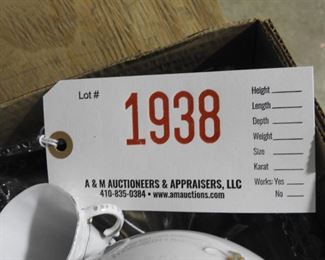 Lot #
1938
Height
Length
Depth
Weight
Size
Karat
Works: Yes
No
A & M AUCTIONEERS & APPRAISERS, LLC
410-835-0384 • www.amauctions.com